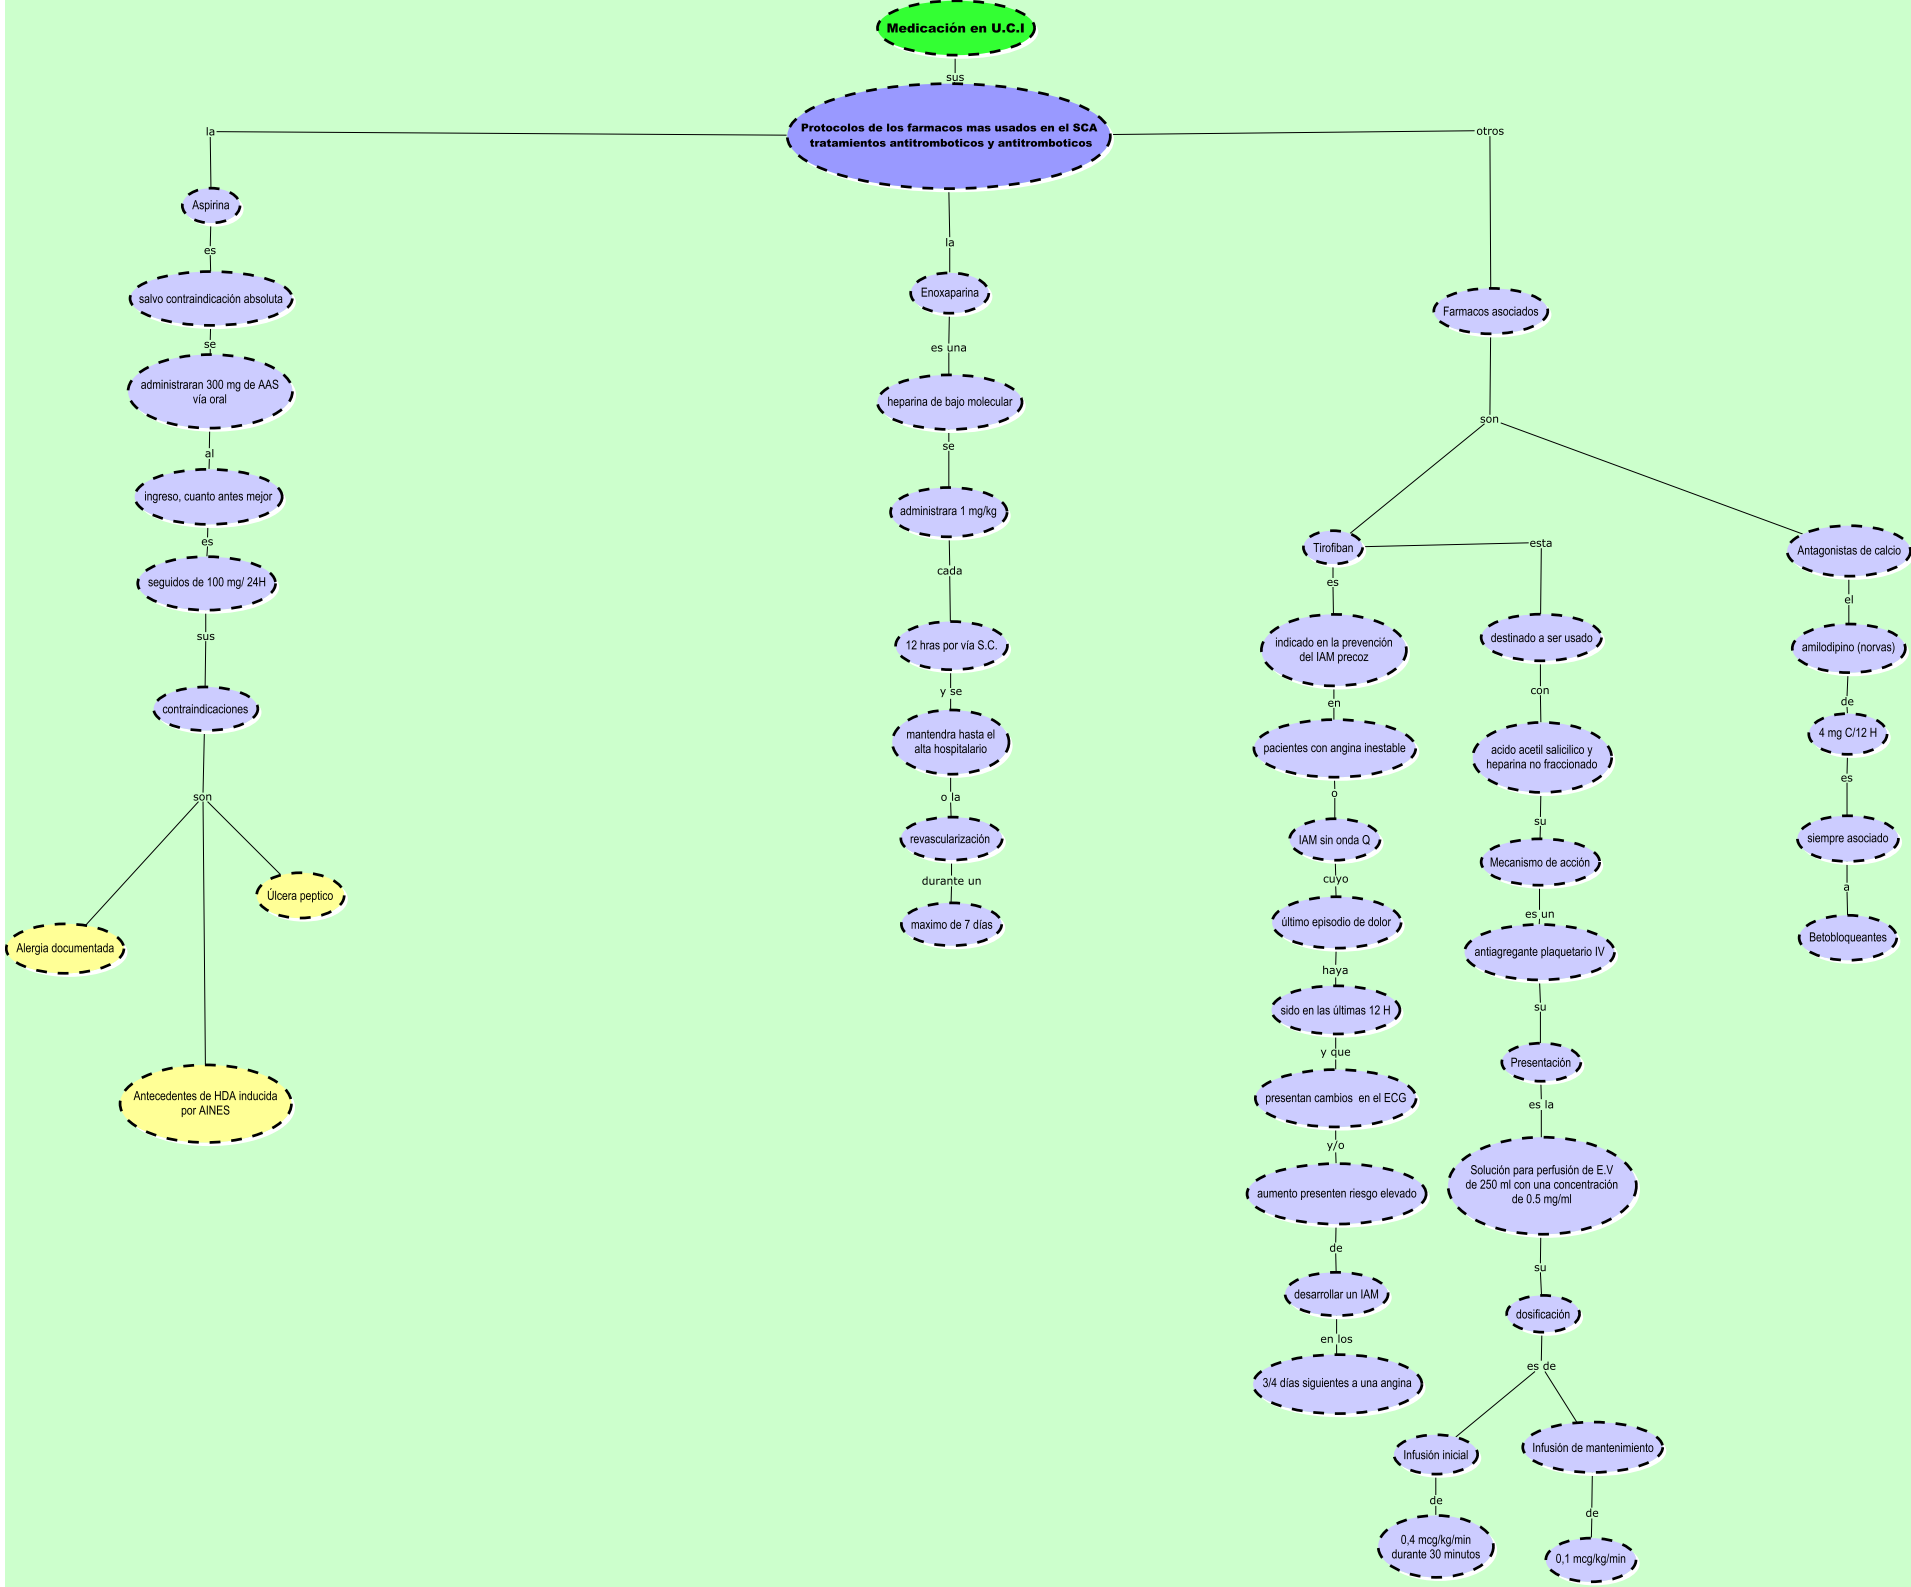 Medicación en U.C.I
sus
Protocolos de los farmacos mas usados en el SCA
tratamientos antitromboticos y antitromboticos
la
Aspirina
es
salvo contraindicación absoluta
se
administraran 300 mg de AAS
vía oral
al
ingreso, cuanto antes mejor
es
seguidos de 100 mg/ 24H
sus
contraindicaciones
son
Alergia documentada
Antecedentes de HDA inducida
por AINES
Úlcera peptico
la
Enoxaparina
es una
heparina de bajo molecular
se
administrara 1 mg/kg
cada
12 hras por vía S.C.
y se
mantendra hasta el
alta hospitalario
o la
revascularización
durante un
maximo de 7 días
otros
Farmacos asociados
son
Tirofiban
es
indicado en la prevención
del IAM precoz
en
pacientes con angina inestable
o
IAM sin onda Q
cuyo
último episodio de dolor
haya
sido en las últimas 12 H
y que
presentan cambios  en el ECG
y/o
aumento presenten riesgo elevado
de
desarrollar un IAM
en los
3/4 días siguientes a una angina
esta
destinado a ser usado
con
acido acetil salicilico y
heparina no fraccionado
su
Mecanismo de acción
es un
antiagregante plaquetario IV
su
Presentación
es la
Solución para perfusión de E.V
de 250 ml con una concentración
de 0.5 mg/ml
su
dosificación
es de
Infusión inicial
de
0,4 mcg/kg/min
durante 30 minutos
Infusión de mantenimiento
de
0,1 mcg/kg/min
Antagonistas de calcio
el
amilodipino (norvas)
de
4 mg C/12 H
es
siempre asociado
a
Betobloqueantes